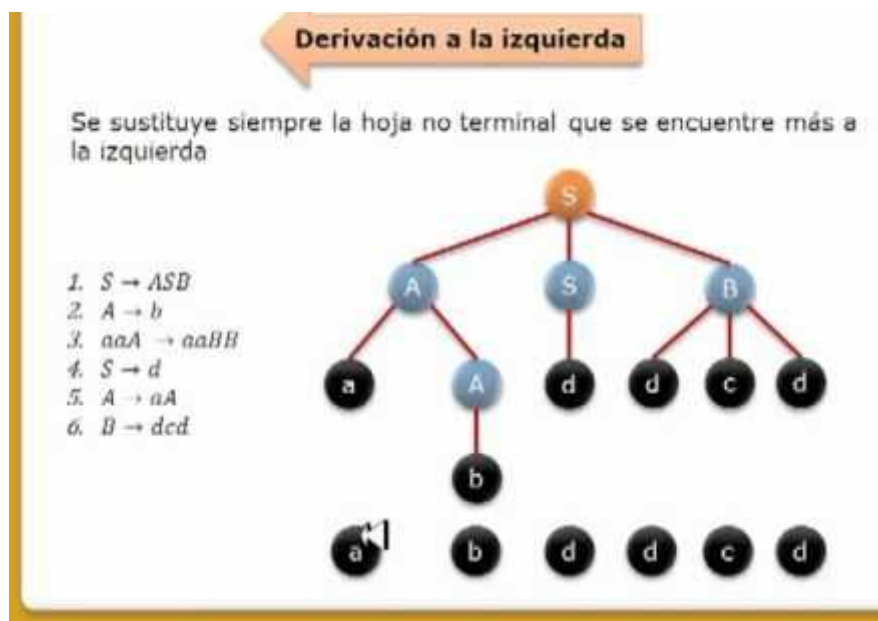 Derivación a la izquierda
Se sustituye siempre la hoja no terminal que se encuentre más a
la izquierda
S
1. S → ASB
2. A → b
3. aaA → aaBB
4. S → d
5. A → aA
6. B → dcd
A S B
a A d d c d
b
a b d d c d